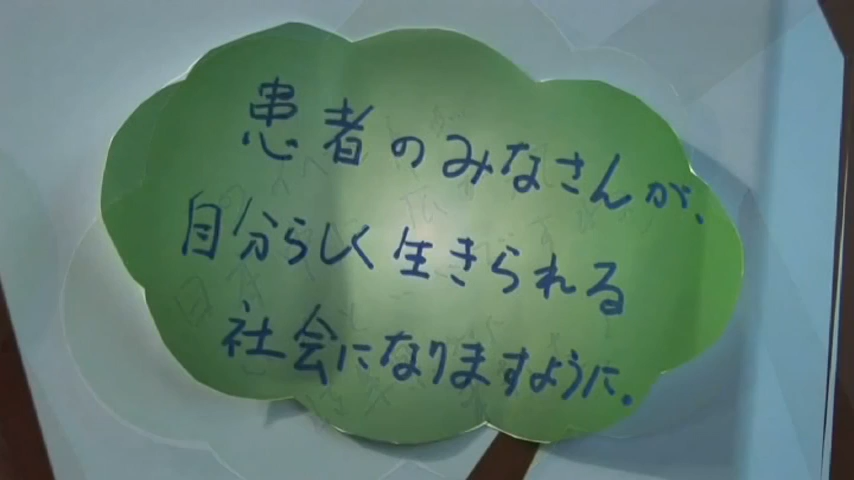 患者のみなさんが、
自分らしく生きられる
社会になりますように。